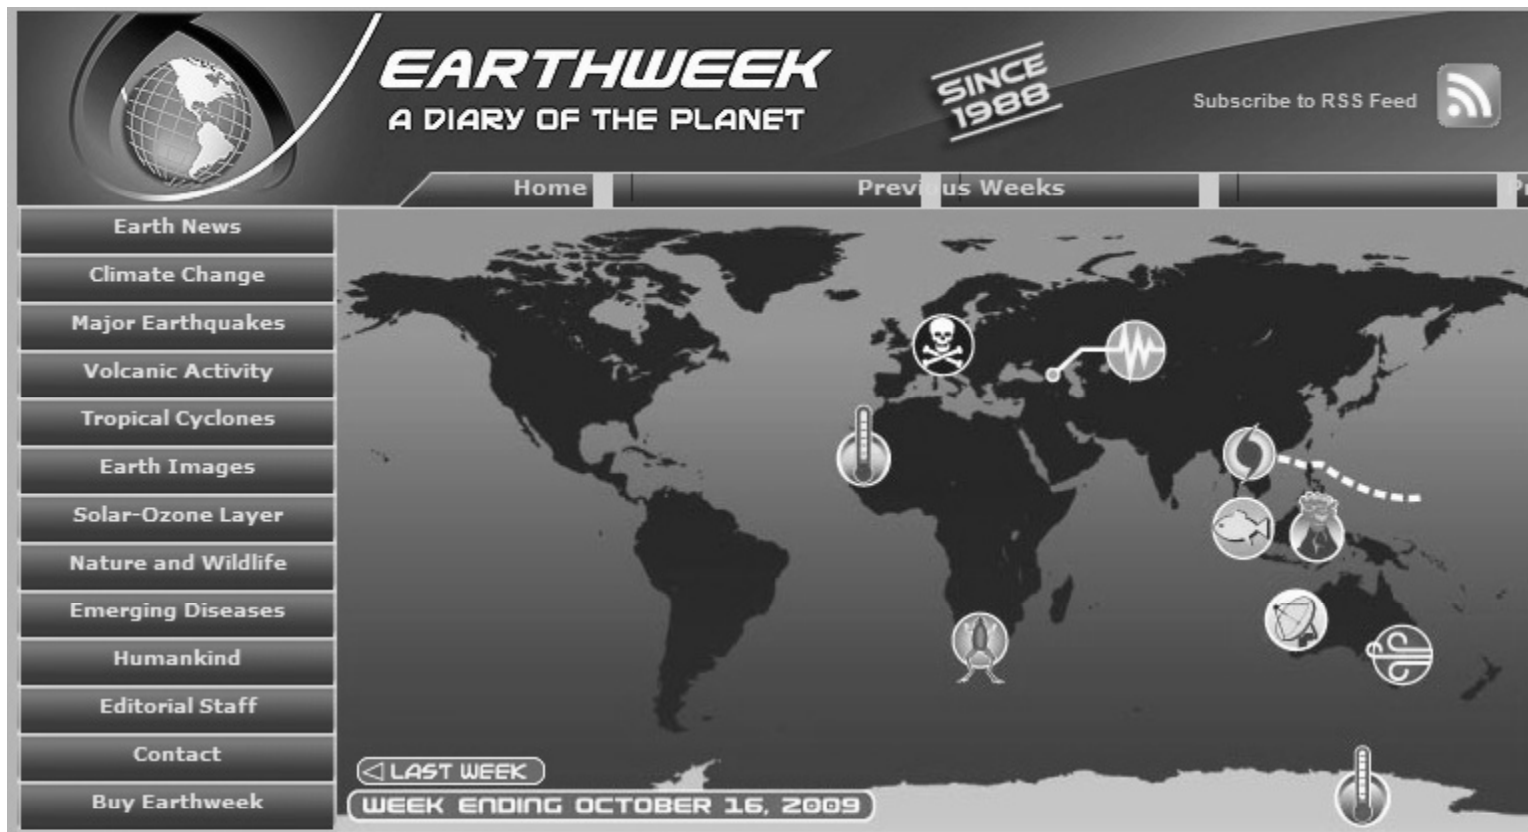 EARTHWEEK
A DIARY OF THE PLANET
SINCE
1988
Subscribe to RSS Feed
Home
Previous Weeks
Earth News
Climate Change
Major Earthquakes
Volcanic Activity
Tropical Cyclones
Earth Images
Solar-Ozone Layer
Nature and Wildlife
Emerging Diseases
Humankind
Editorial Staff
Contact
Buy Earthweek
LAST WEEK
WEEK ENDING OCTOBER 16, 2009